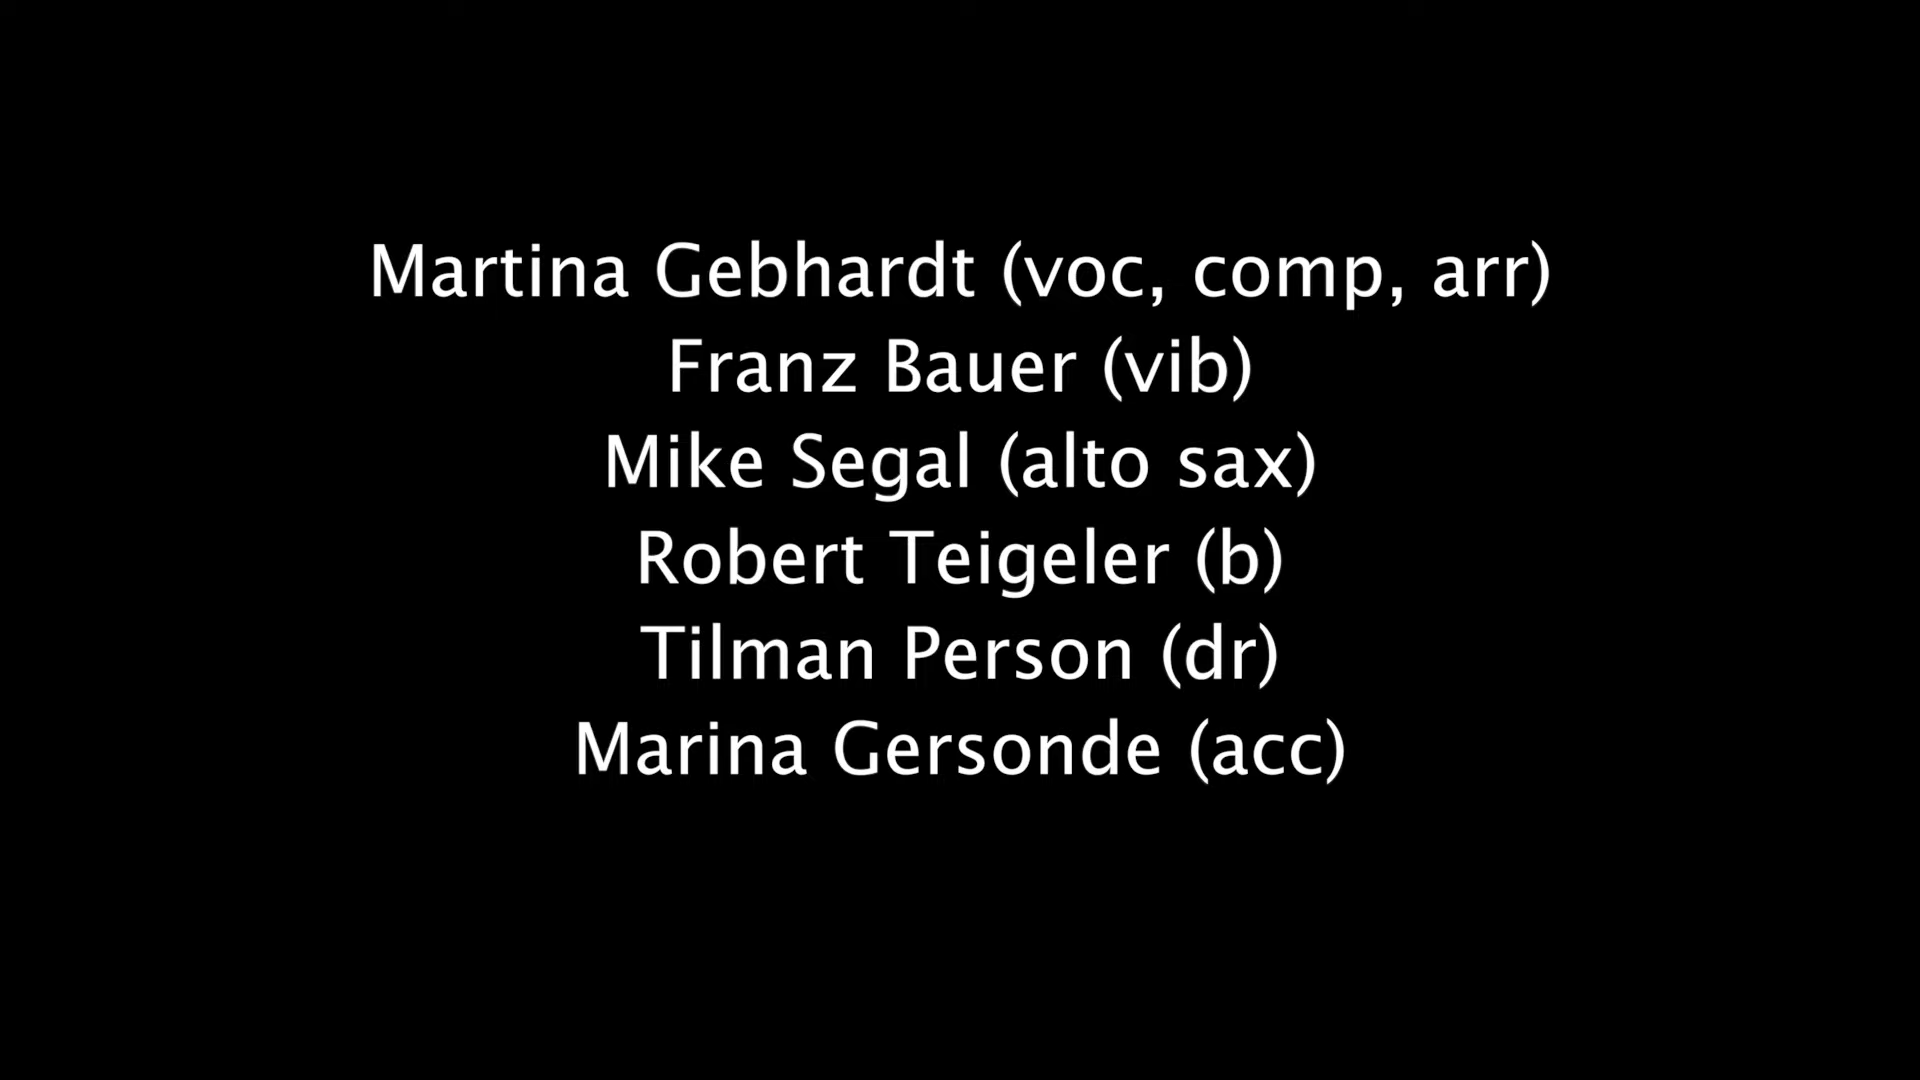 Martina Gebhardt (voc, comp, arr)
Franz Bauer (vib)
Mike Segal (alto sax)
Robert Teigeler (b)
Tilman Person (dr)
Marina Gersonde (acc)